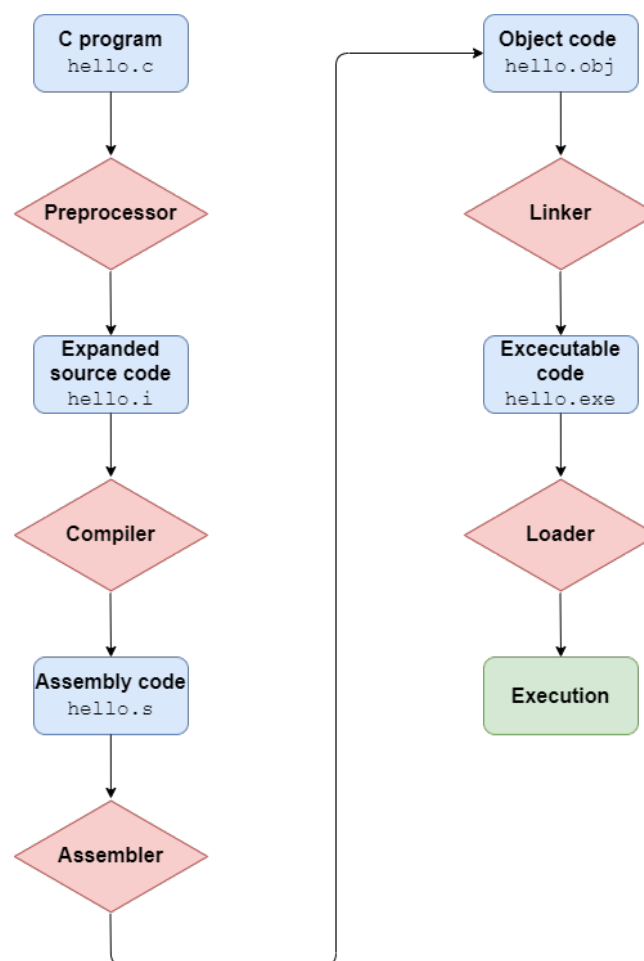 C program
hello.c
Preprocessor
Expanded
source code
hello.i
Compiler
Assembly code
hello.s
Assembler
Object code
hello.obj
Linker
Excecutable
code
hello.exe
Loader
Execution